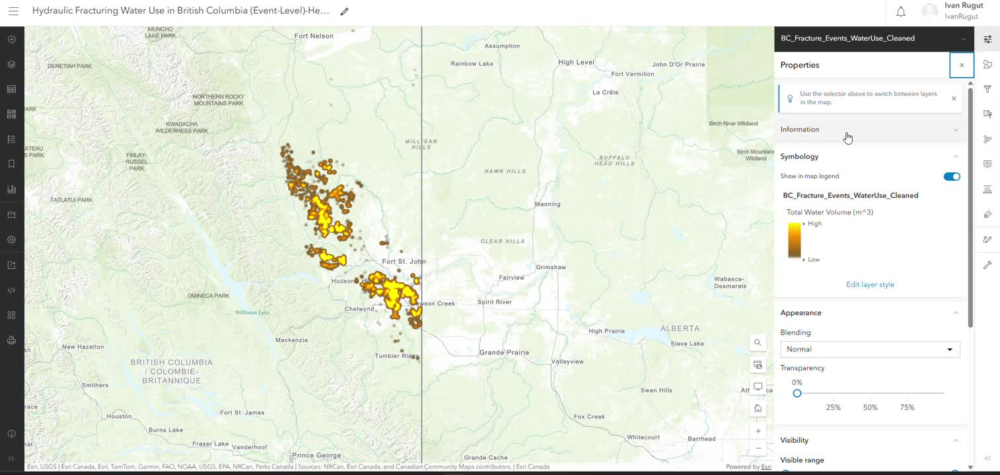 Hydraulic Fracturing Water Use in British Columbia (Event-Level)-He...
Ivan Rugut
IvanRugut
BC_Fracture_Events_WaterUse_Cleaned
Properties
Use the selector above to switch between layers
in the map.
Information
Symbology
Show in map legend
BC_Fracture_Events_WaterUse_Cleaned
Total Water Volume (m^3)
High
Low
Edit layer style
Appearance
Blending
Normal
Transparency
0%
25%
50%
75%
Visibility
Visible range
MUNCHO
LAKE PARK
Fort Nelson
Assumption
Rainbow Lake
High Level
John D'Or Prairie
DENETIAH PARK
Fort Vermilion
La Crête
NORTHERN ROCKY
MOUNTAINS PARK
ARK
KWADACHA
WILDERNESS PARK
Birch River Wildland
ATEAU
S PARK
FINLAY-
RUSSEL
PARK
MILLIGAN
HILLS
BUFFALO
HEAD HILLS
Birch Mountains
Wildland
HAWK HILLS
TATLATUI PARK
Manning
CLEAR HILLS
Fort St. John
Grimshaw
Hudson
Fairview
Wabasca-
Desmarais
OMINECA PARK
Williston Lake
Chetwynd
awson Creek
Spirit River
Mackenzie
High Prairie
ALBERTA
Slave Lake
New Hazelton
Tumbler Ridge
Grande Prairie
Valleyview
BRITISH COLUMBIA
/ COLOMBIE-
BRITANNIQUE
Smithers
Swan Hills
Houston
Fort St. James
Fox Creek
Burns Lake
Fraser Lake
Vanderhoof
Whitecourt
Barrhead
Prince George
Grande Cache
Esri, USGS | Esri Canada, Esri, TomTom, Garmin, FAO, NOAA, USGS, EPA, NRCan, Parks Canada | Sources: NRCan, Esri Canada, and Canadian Community Maps contributors. | Esri Canada
Powered by Esri